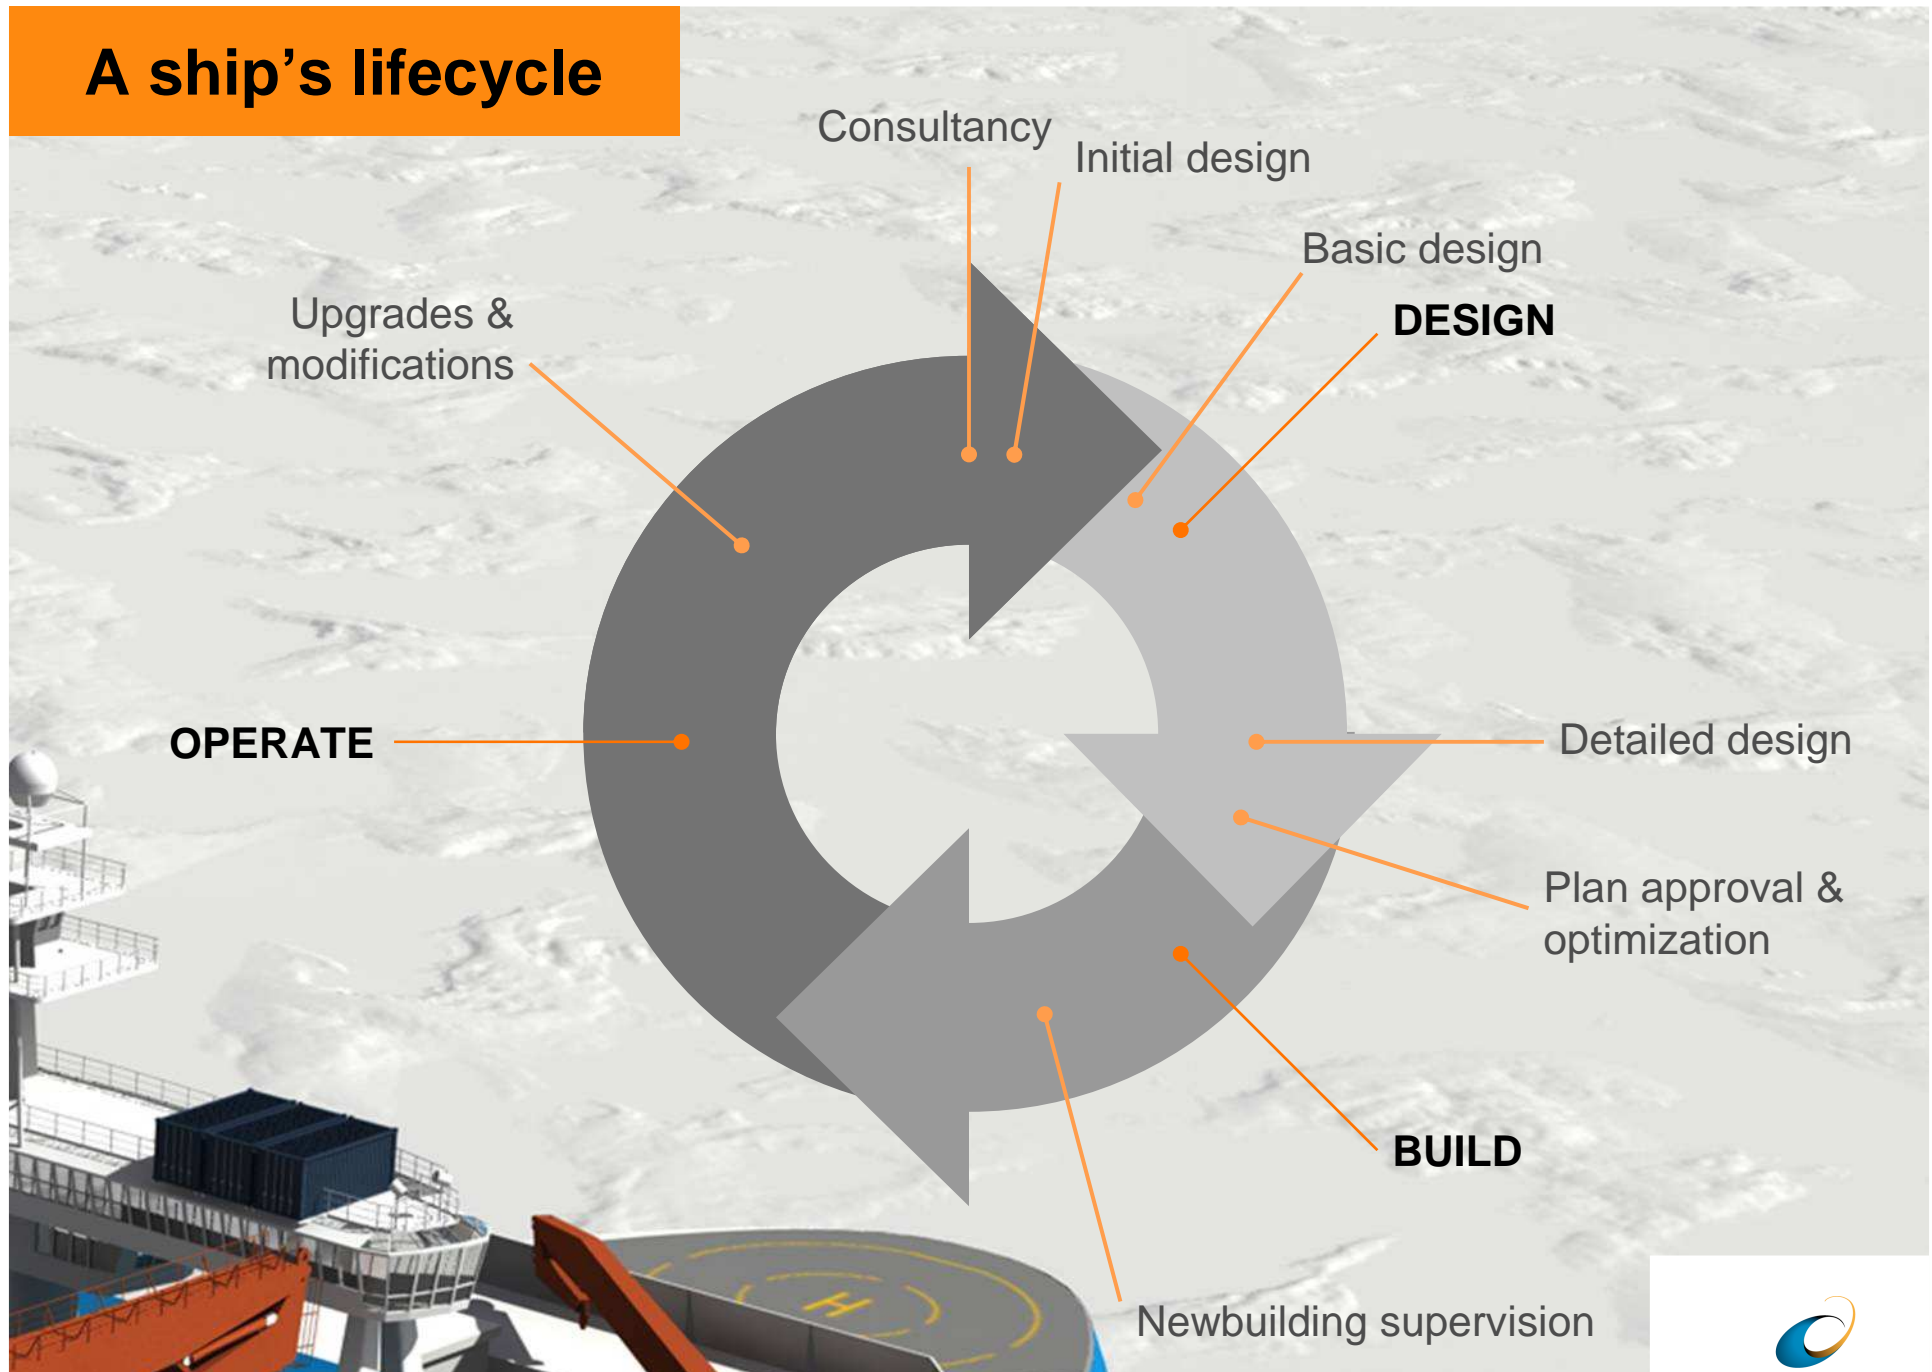 A ship’s lifecycle
Consultancy
Initial design
Basic design
DESIGN
Upgrades &
modifications
OPERATE
Detailed design
Plan approval &
optimization
BUILD
Newbuilding supervision
H